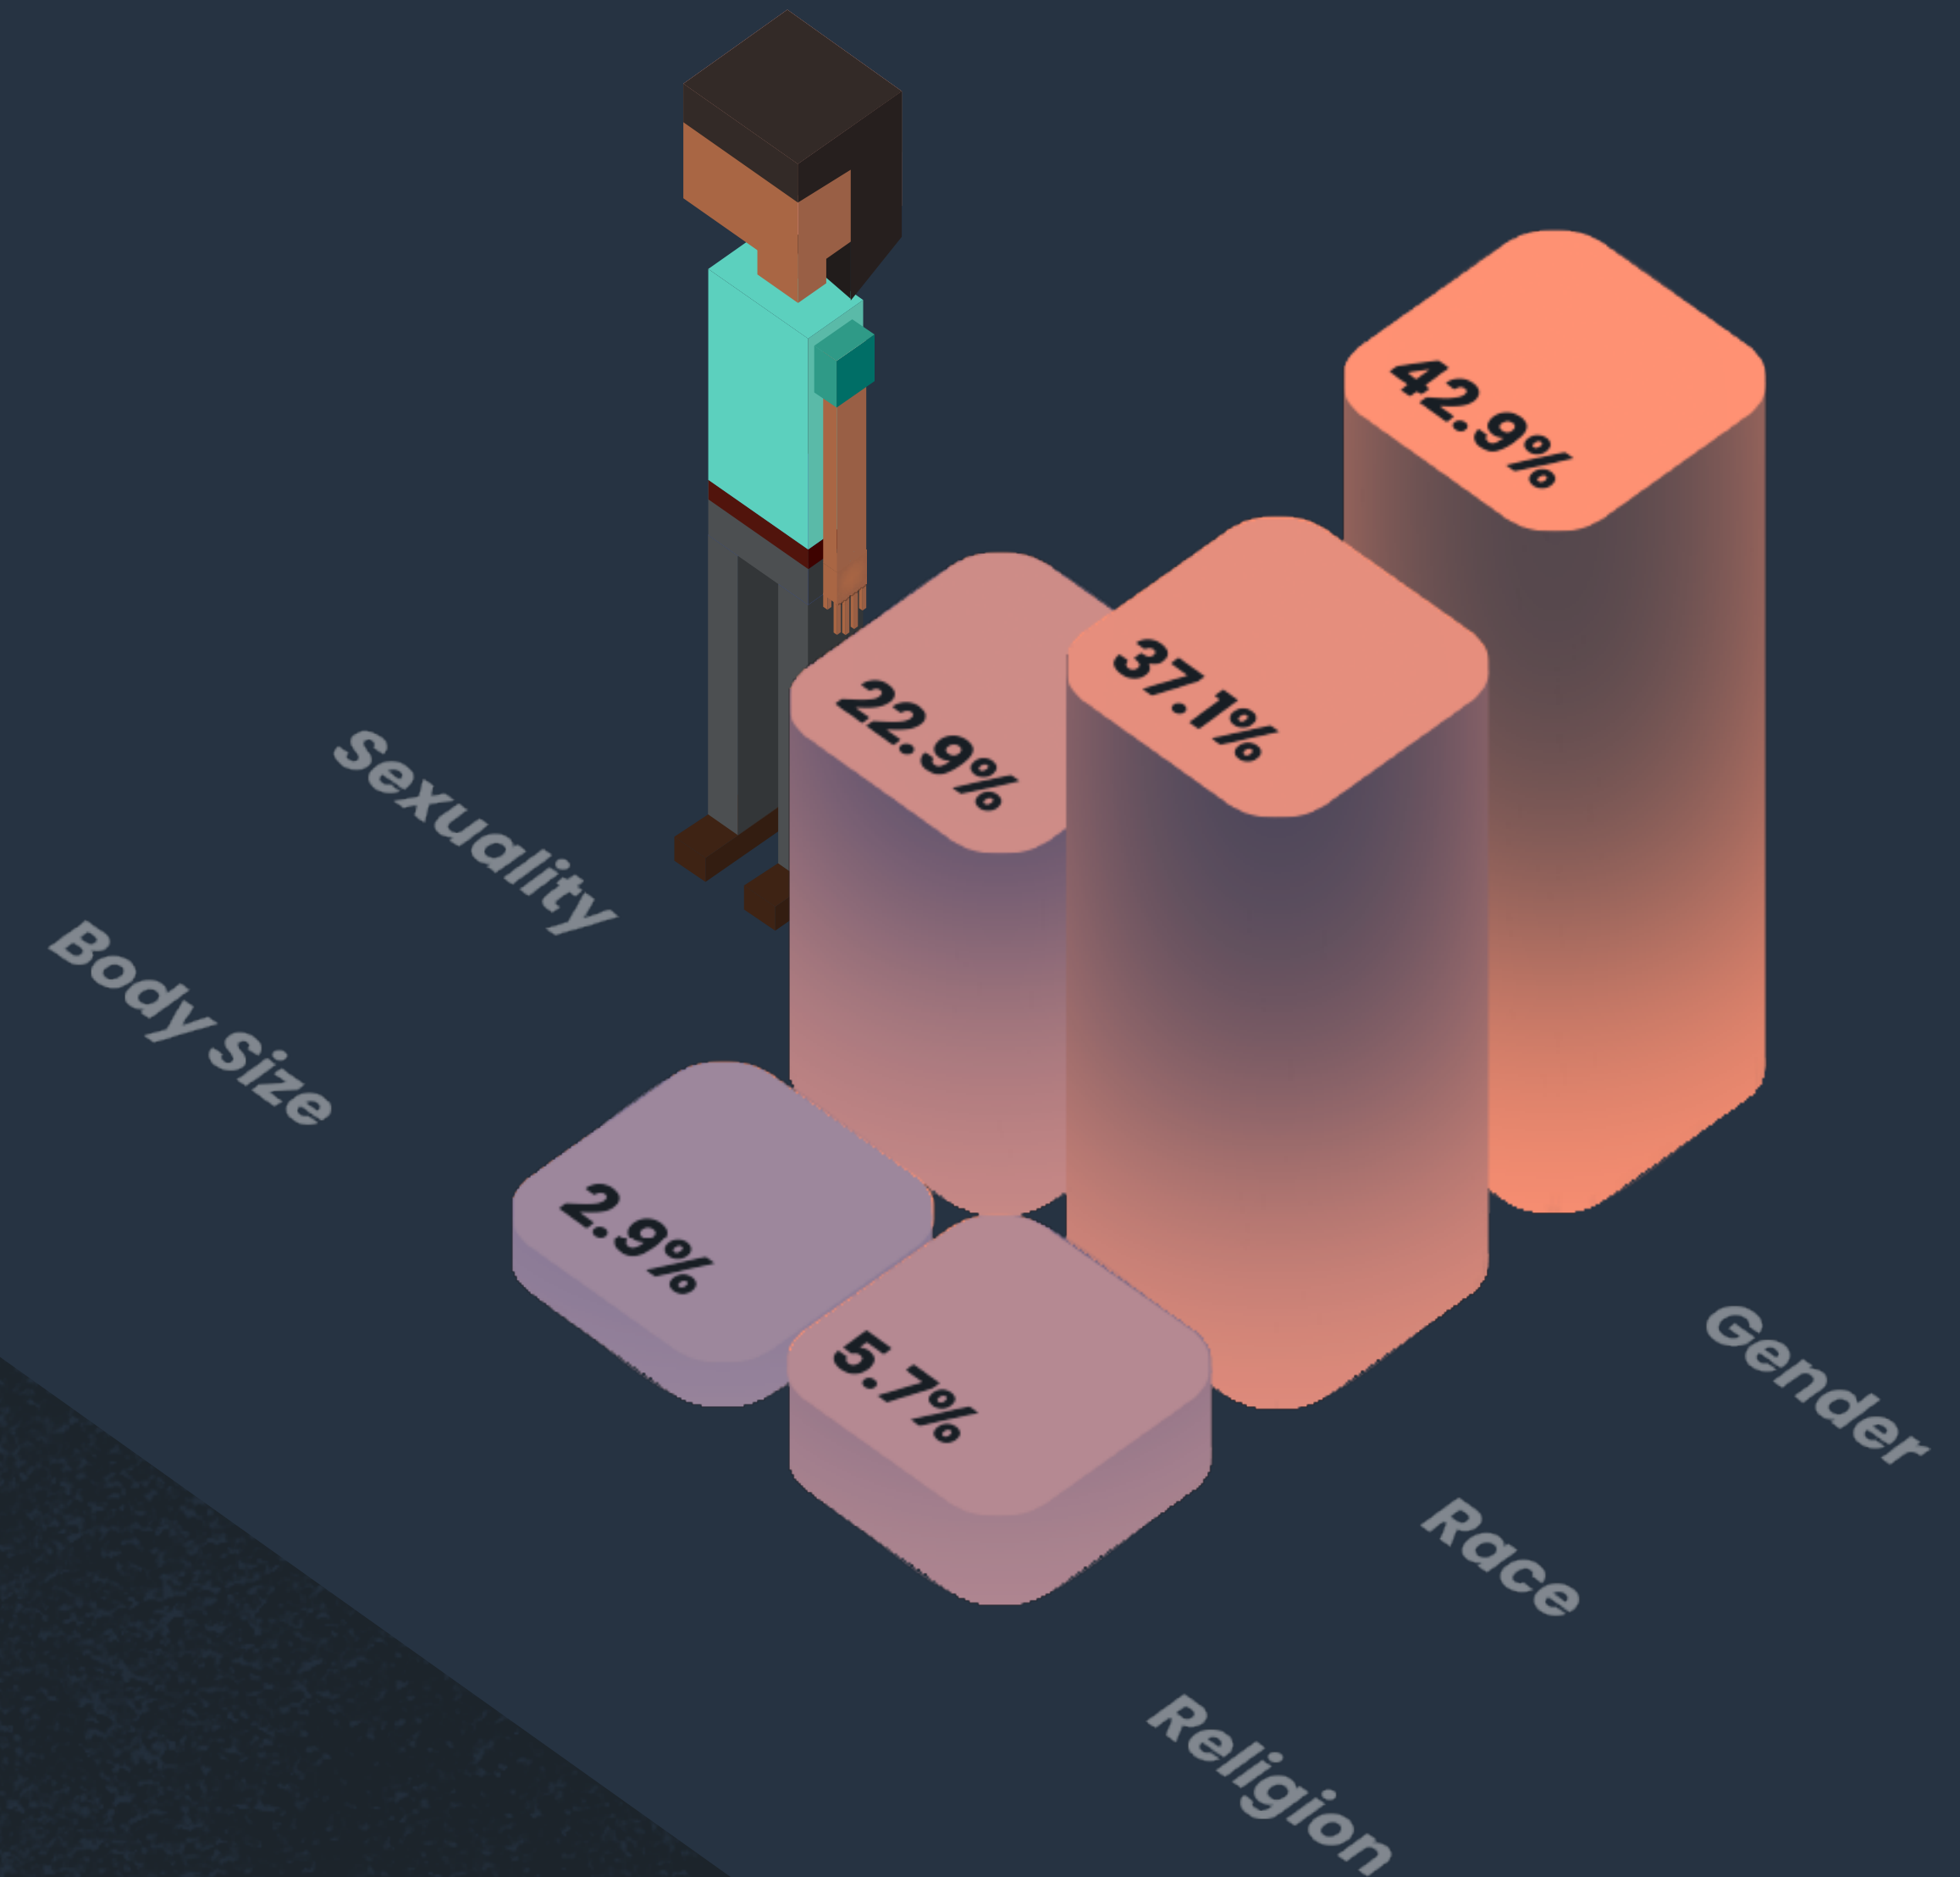 42.9%
37.1%
22.9%
2.9%
5.7%
Sexuality
Body Size
Gender
Race
Religion